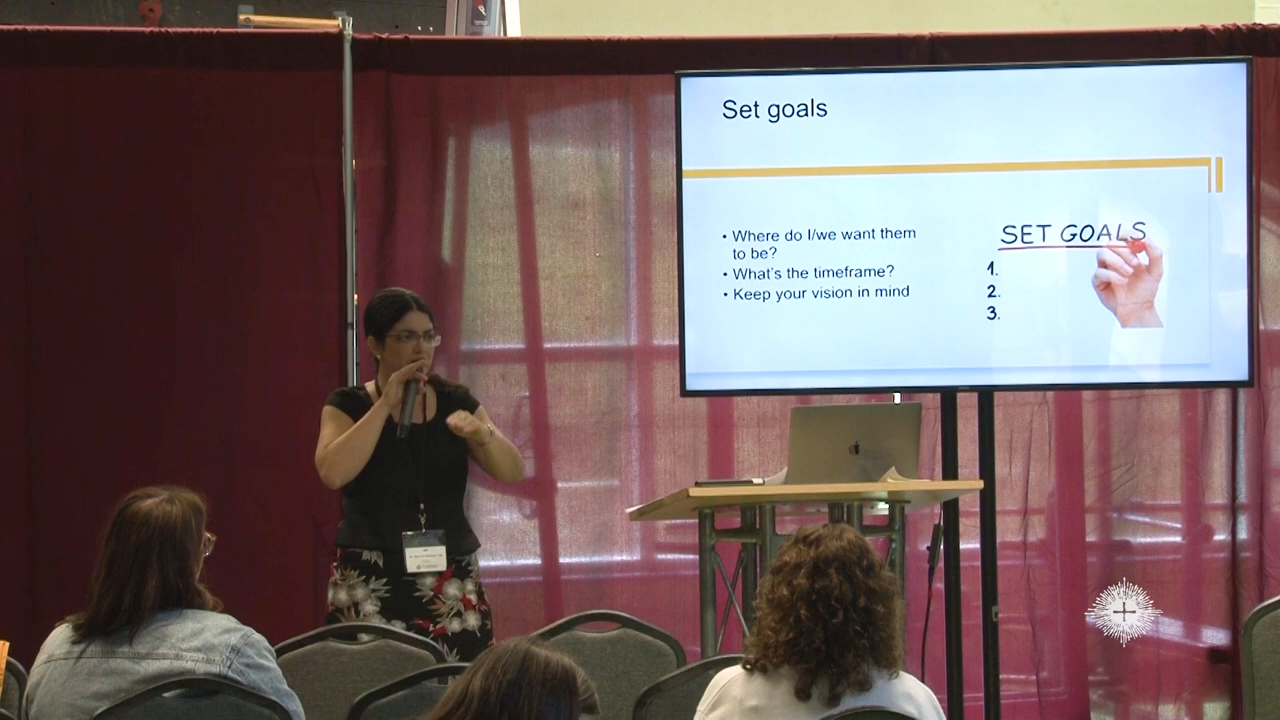 Set goals
• Where do I/we want them
to be?
• What's the timeframe?
• Keep your vision in mind
SET GOALS
1.
2.
3.